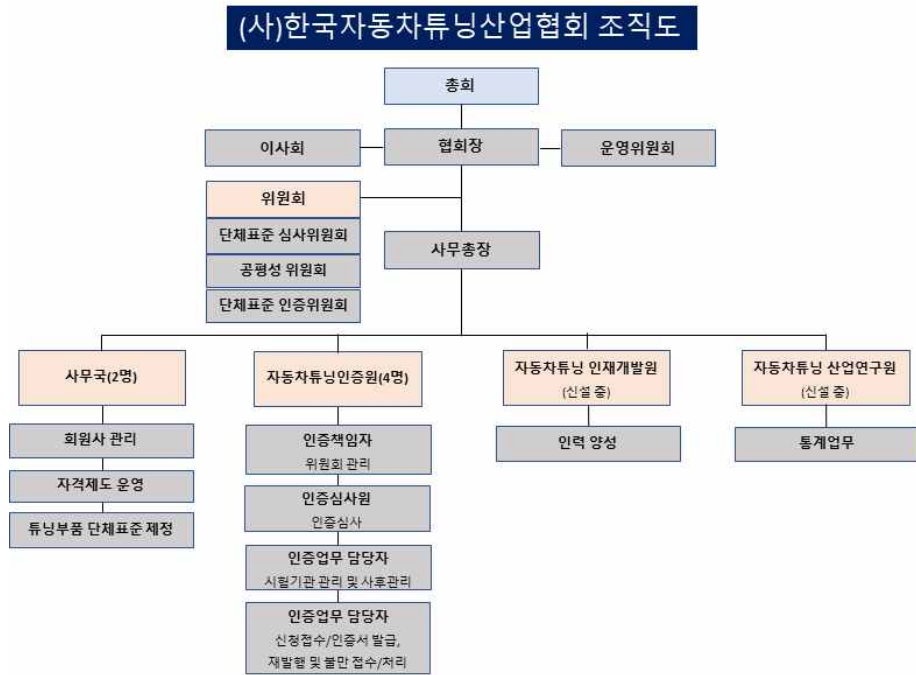 (사)한국자동차튜닝산업협회 조직도
총회
이사회
협회장
운영위원회
위원회
단체표준 심사위원회
공평성 위원회
단체표준 인증위원회
사무총장
사무국(2명)
회원사 관리
자격제도 운영
튜닝부품 단체표준 제정
자동차튜닝인증원(4명)
인증책임자
위원회 관리
인증심사원
인증심사
인증업무 담당자
시험기관 관리 및 사후관리
인증업무 담당자
신청접수/인증서 발급,
재발행 및 불만 접수/처리
자동차튜닝 인재개발원
(신설 중)
인력 양성
자동차튜닝 산업연구원
(신설 중)
통계업무